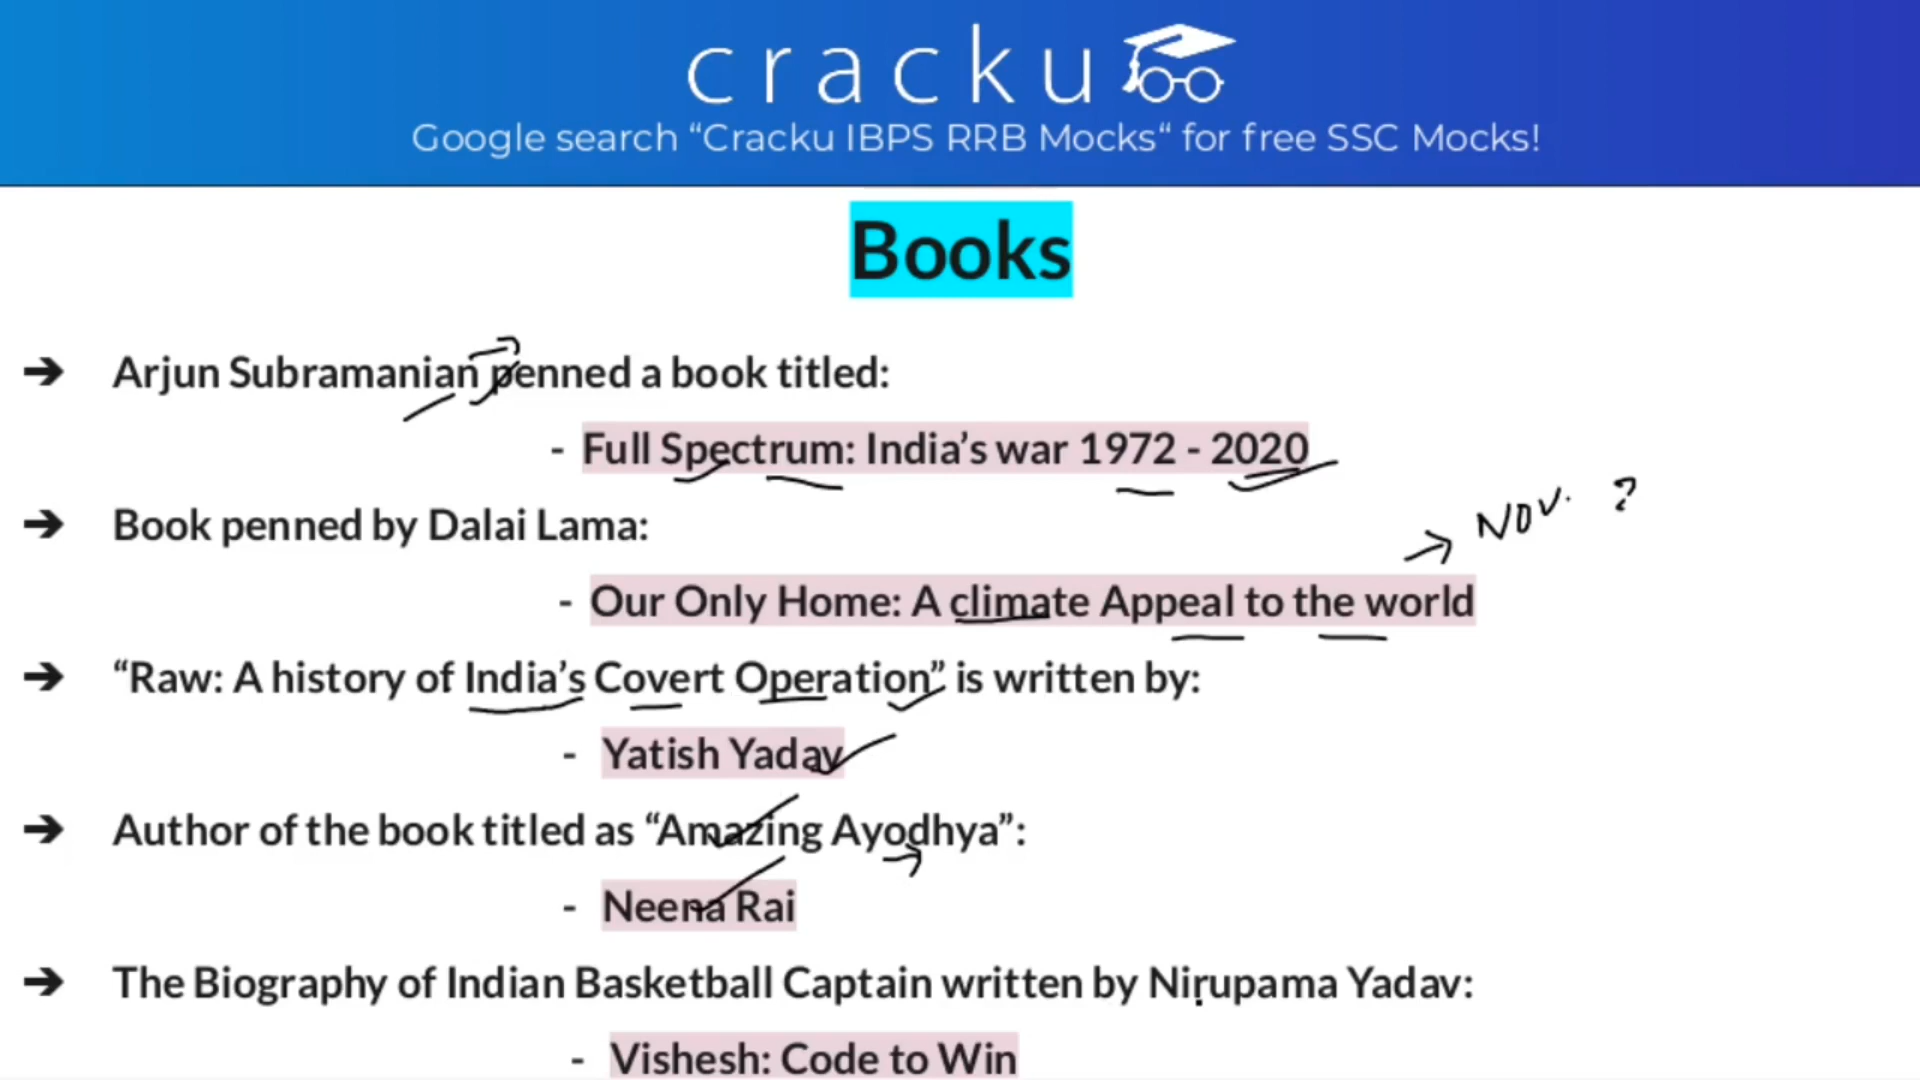 cracku
Google search “Cracku IBPS RRB Mocks“ for free SSC Mocks!
Books
➔ Arjun Subramanian penned a book titled:
- Full Spectrum: India’s war 1972 - 2020
NOV. ?
➔ Book penned by Dalai Lama:
- Our Only Home: A climate Appeal to the world
➔ “Raw: A history of India’s Covert Operation” is written by:
- Yatish Yadav
➔ Author of the book titled as “Amazing Ayodhya”:
- Neena Rai
➔ The Biography of Indian Basketball Captain written by Nirupama Yadav:
- Vishesh: Code to Win